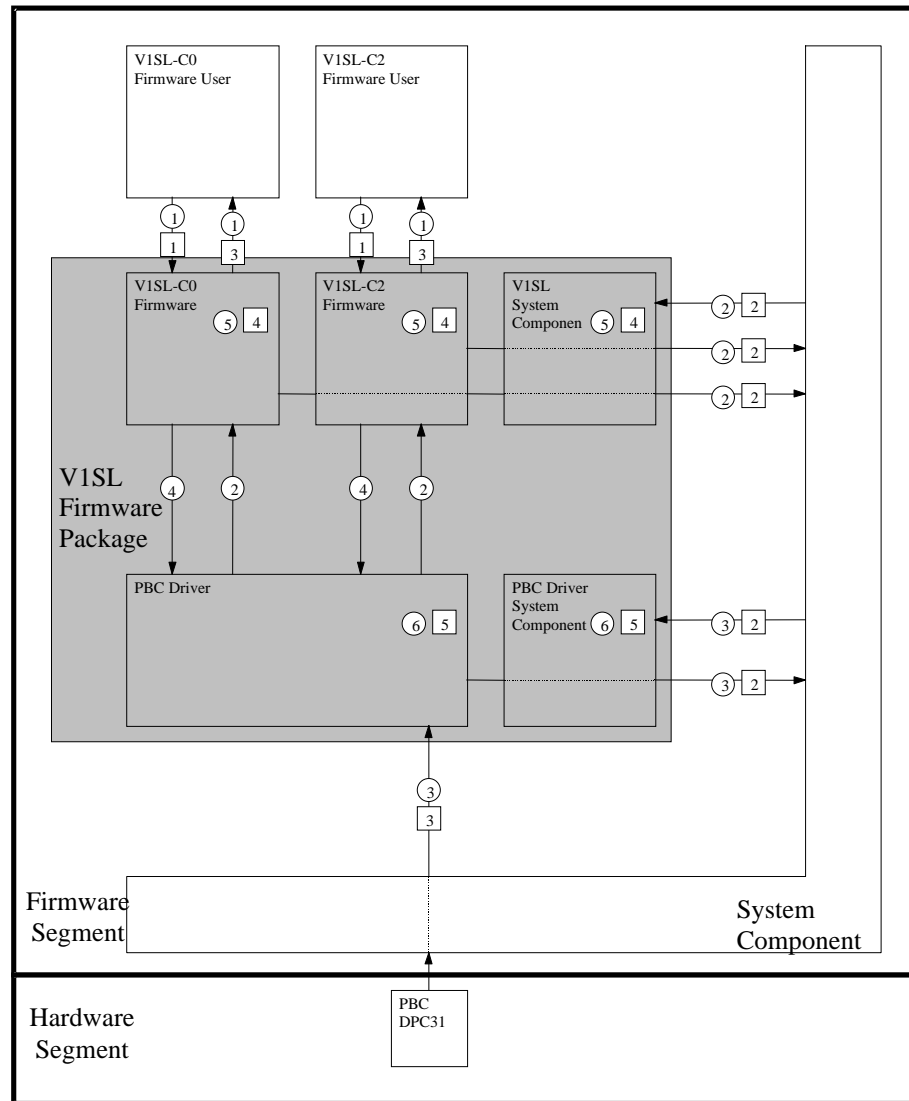 V1SL-C0
Firmware User
V1SL-C2
Firmware User
1
1
1
1
1
3
1
3
V1SL-C0
Firmware
5 4
V1SL-C2
Firmware
5 4
V1SL
System
Componen
5 4
2 2
2 2
2 2
V1SL
Firmware
Package
4
2
4
2
PBC Driver
6 5
PBC Driver
System
Component
6 5
3 2
3 2
3
3
Firmware
Segment
System
Component
Hardware
Segment
PBC
DPC31